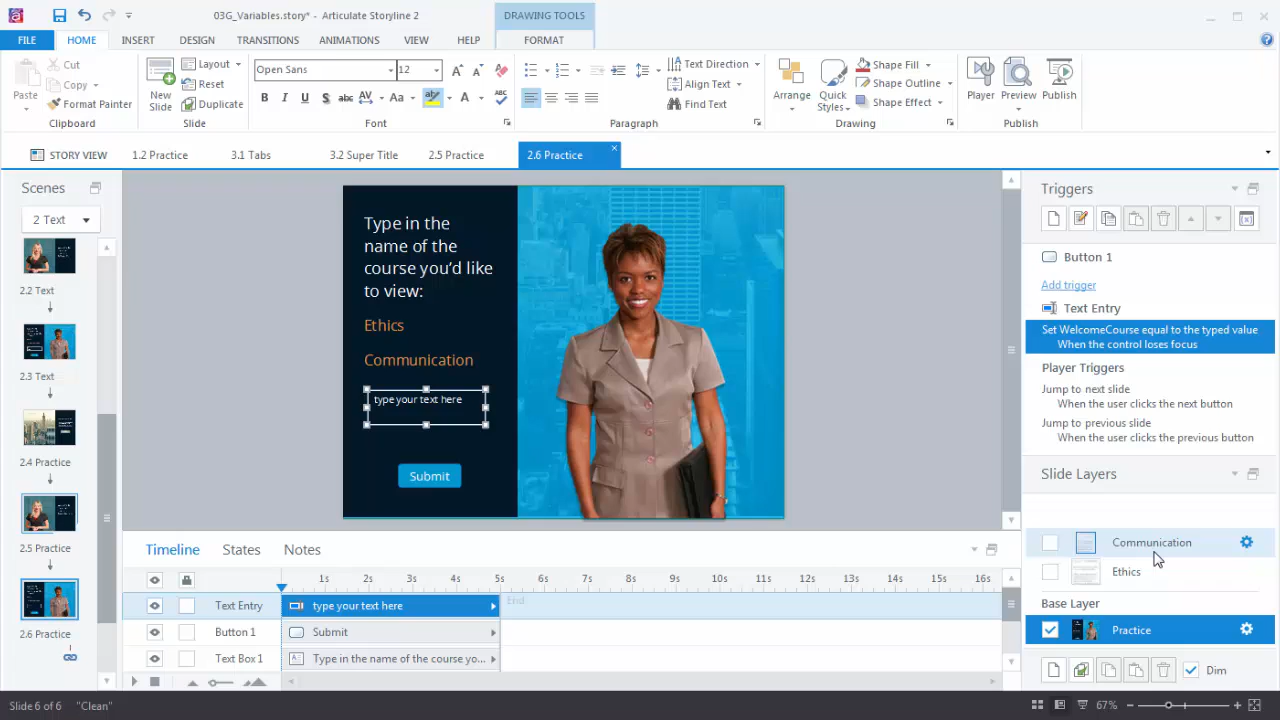 03G_Variables.story* - Articulate Storyline 2
DRAWING TOOLS
FILE
HOME
INSERT
DESIGN
TRANSITIONS
ANIMATIONS
VIEW
HELP
FORMAT
Paste
Cut
Copy
Format Painter
Clipboard
New Slide
Layout
Reset
Duplicate
Slide
Open Sans
12
B I U S abc AV Aa A ABC
Font
Text Direction
Align Text
Find Text
Paragraph
Arrange
Quick Styles
Shape Fill
Shape Outline
Shape Effect
Drawing
Player
Preview
Publish
Publish
STORY VIEW
1.2 Practice
3.1 Tabs
3.2 Super Title
2.5 Practice
2.6 Practice
Scenes
2 Text
2.2 Text
2.3 Text
2.4 Practice
2.5 Practice
2.6 Practice
Type in the
name of the
course you'd like
to view:
Ethics
Communication
type your text here
Submit
Triggers
Button 1
Add trigger
Text Entry
Set WelcomeCourse equal to the typed value
When the control loses focus
Player Triggers
Jump to next slide
When the user clicks the next button
Jump to previous slide
When the user clicks the previous button
Slide Layers
Communication
Ethics
Base Layer
Practice
Dim
Timeline
States
Notes
1s 2s 3s 4s 5s 6s 7s 8s 9s 10s 11s 12s 13s 14s 15s 16s
Text Entry
type your text here
End
Button 1
Submit
Text Box 1
Type in the name of the course yo...
Slide 6 of 6
"Clean"
67%